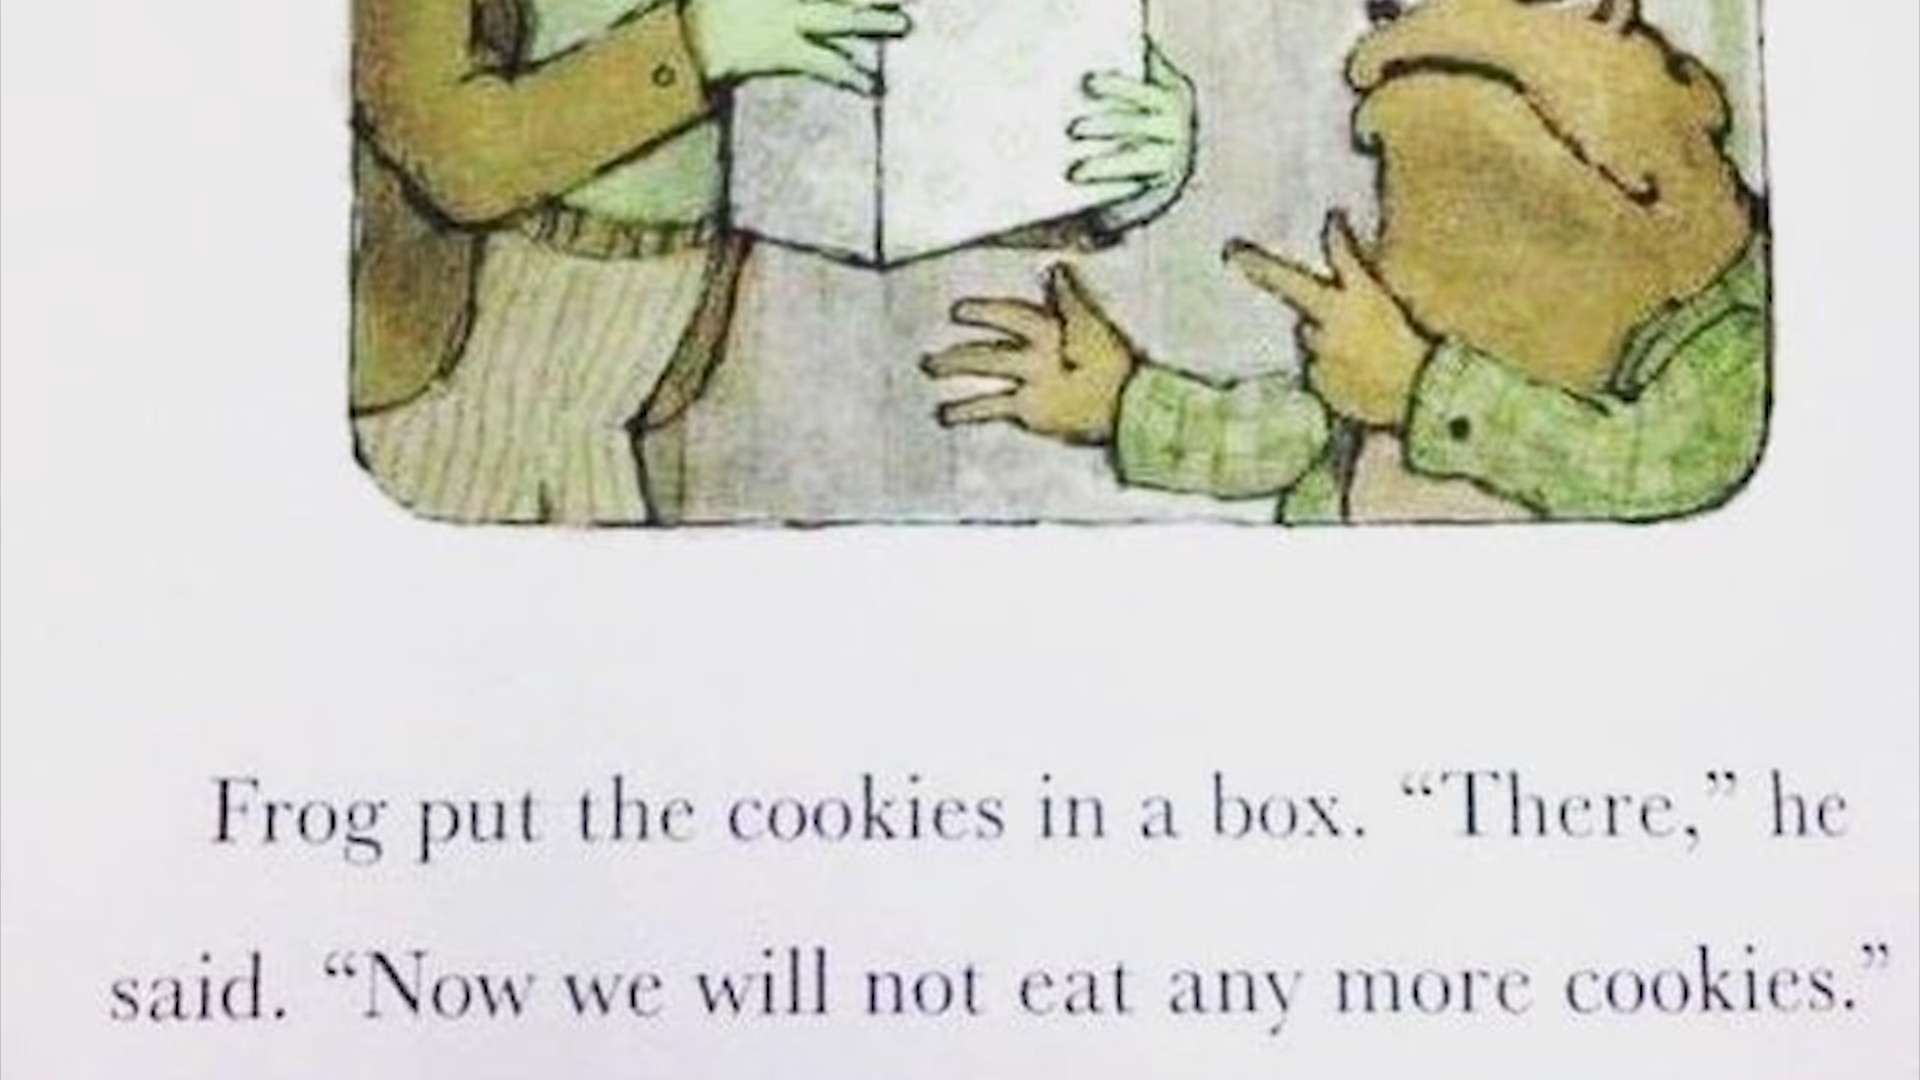 Frog put the cookies in a box. “There,” he
said. “Now we will not eat any more cookies.”